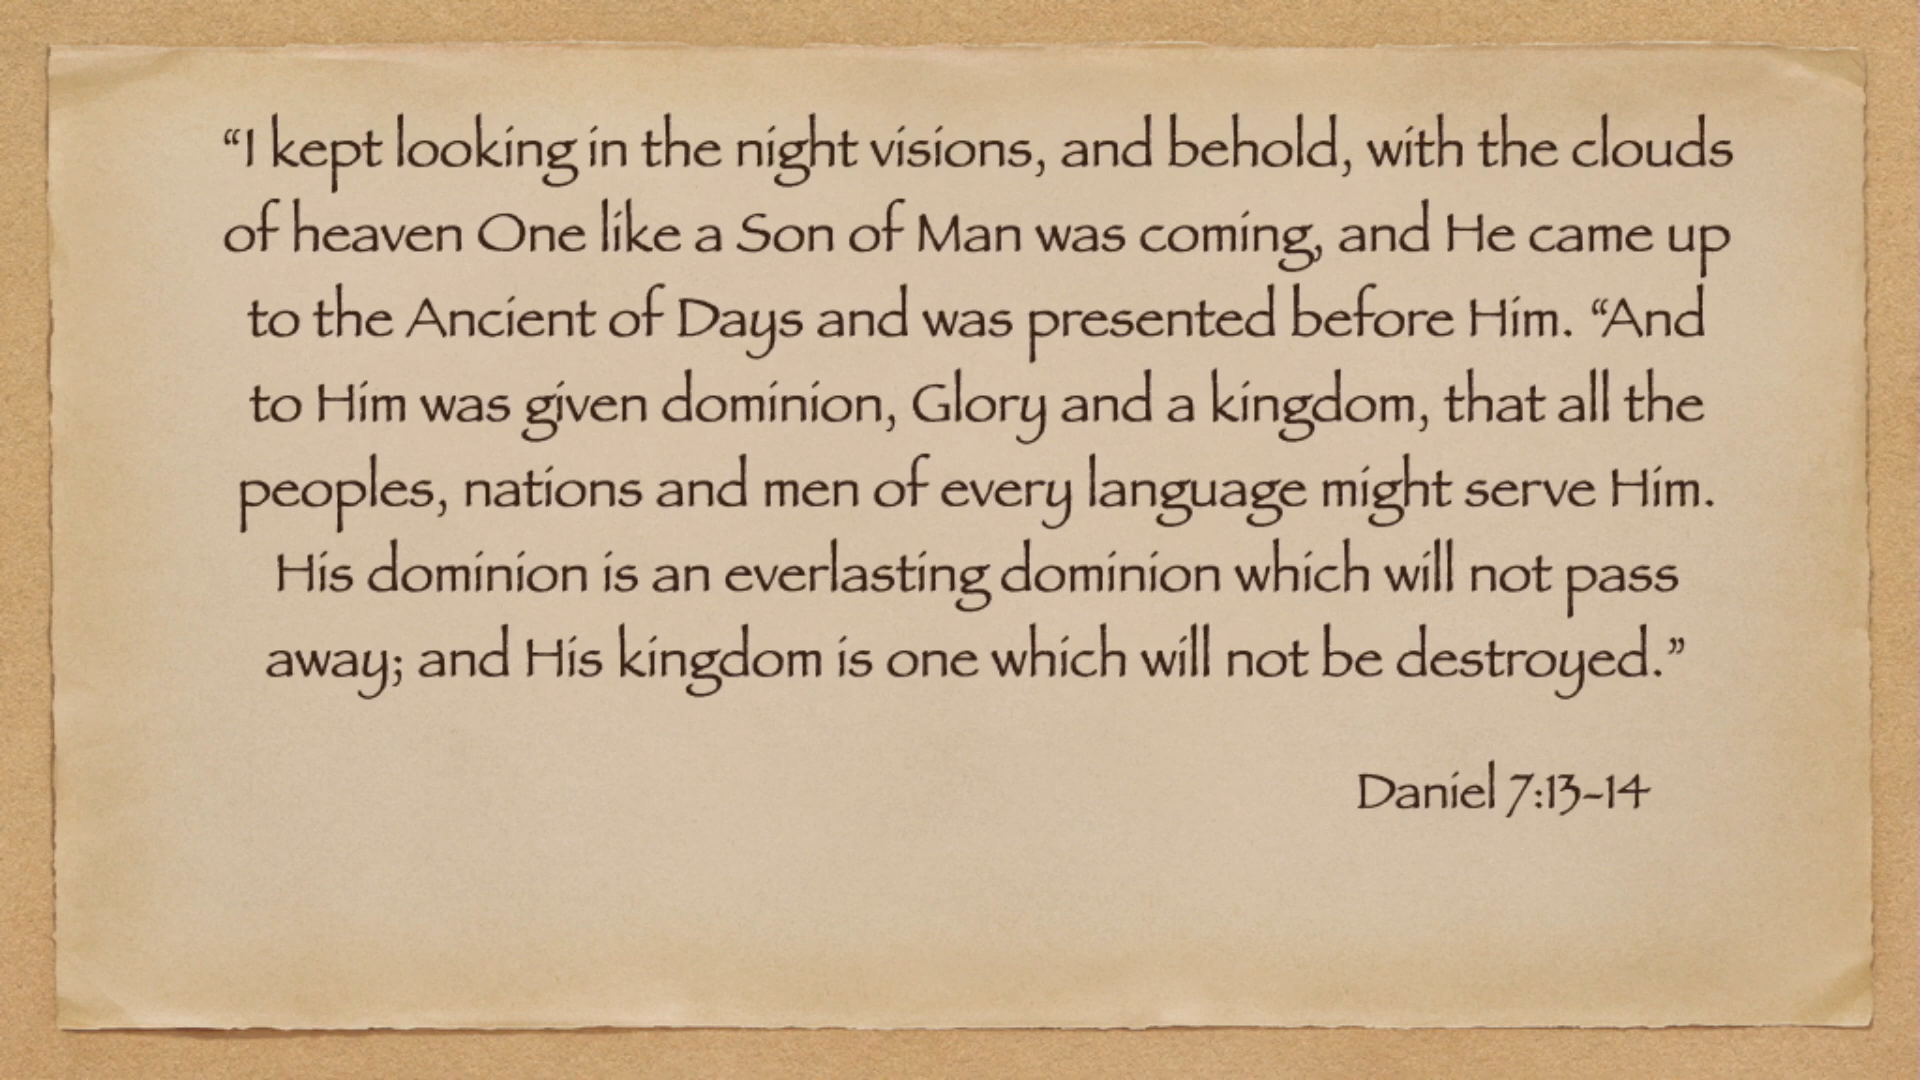 “I kept looking in the night visions, and behold, with the clouds
of heaven One like a Son of Man was coming, and He came up
to the Ancient of Days and was presented before Him. “And
to Him was given dominion, Glory and a kingdom, that all the
peoples, nations and men of every language might serve Him.
His dominion is an everlasting dominion which will not pass
away; and His kingdom is one which will not be destroyed.”
Daniel 7:13-14